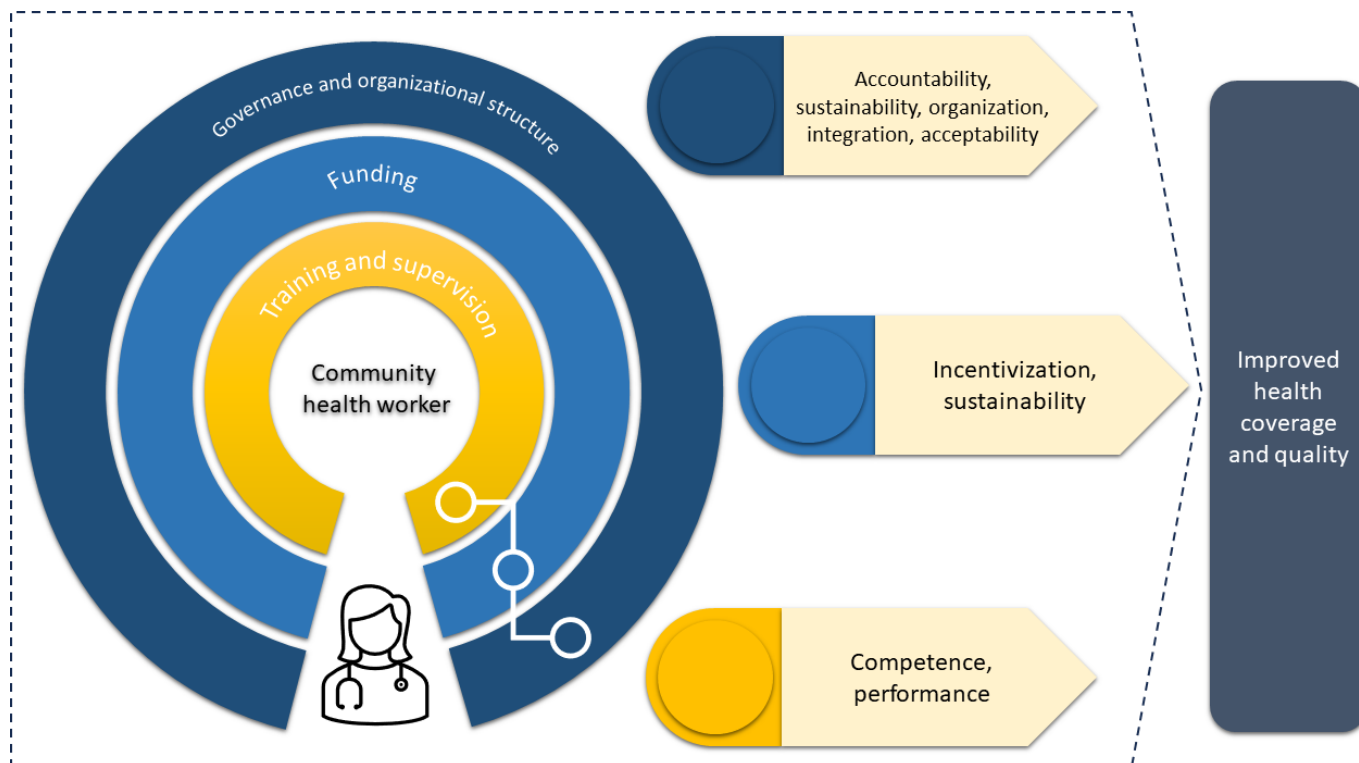 Governance and organizational structure
Funding
Training and supervision
Community
health worker
Accountability,
sustainability, organization,
integration, acceptability
Incentivization,
sustainability
Competence,
performance
Improved
health
coverage
and quality